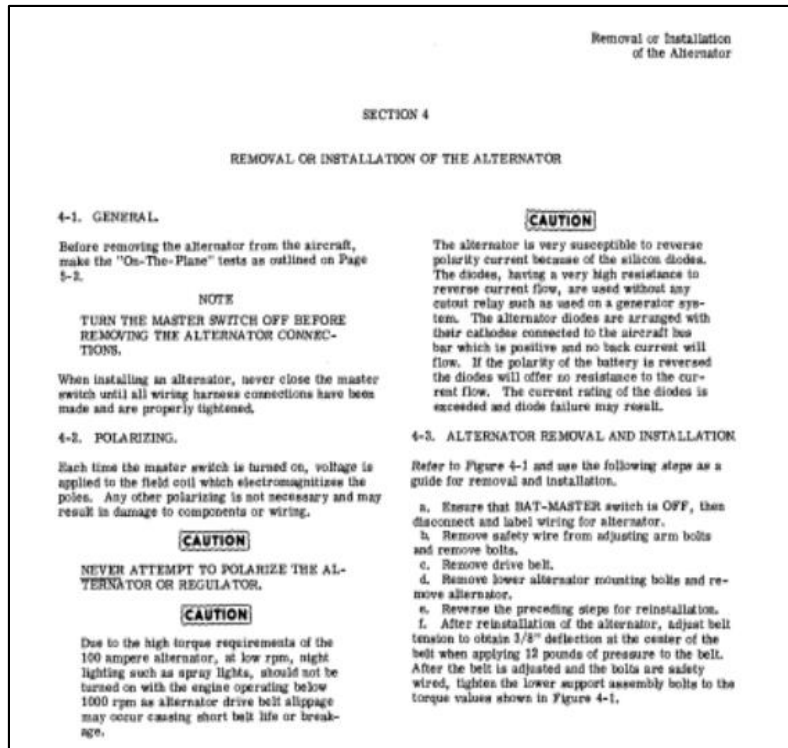 Removal or Installation
of the Alternator
SECTION 4
REMOVAL OR INSTALLATION OF THE ALTERNATOR
4-1. GENERAL.
Before removing the alternator from the aircraft,
make the "On-The-Plane" tests as outlined on Page
5-2.
NOTE
TURN THE MASTER SWITCH OFF BEFORE
REMOVING THE ALTERNATOR CONNEC-
TIONS.
When installing an alternator, never close the master
switch until all wiring harness connections have been
made and are properly tightened.
4-2. POLARIZING.
Each time the master switch is turned on, voltage is
applied to the field coil which electromagnitizes the
poles. Any other polarizing is not necessary and may
result in damage to components or wiring.
CAUTION
NEVER ATTEMPT TO POLARIZE THE AL-
TERNATOR OR REGULATOR.
CAUTION
Due to the high torque requirements of the
100 ampere alternator, at low rpm, night
lighting such as spray lights, should not be
turned on with the engine operating below
1000 rpm as alternator drive belt slippage
may occur causing short belt life or break-
age.
CAUTION
The alternator is very susceptible to reverse
polarity current because of the silicon diodes.
The diodes, having a very high resistance to
reverse current flow, are used without any
cutout relay such as used on a generator sys-
tem. The alternator diodes are arranged with
their cathodes connected to the aircraft bus
bar which is positive and no back current will
flow. If the polarity of the battery is reversed
the diodes will offer no resistance to the cur-
rent flow. The current rating of the diodes is
exceeded and diode failure may result.
4-3. ALTERNATOR REMOVAL AND INSTALLATION
Refer to Figure 4-1 and use the following steps as a
guide for removal and installation.
a. Ensure that BAT-MASTER switch is OFF, then
disconnect and label wiring for alternator.
b. Remove safety wire from adjusting arm bolts
and remove bolts.
c. Remove drive belt.
d. Remove lower alternator mounting bolts and re-
move alternator.
e. Reverse the preceding steps for reinstallation.
f. After reinstallation of the alternator, adjust belt
tension to obtain 3/8" deflection at the center of the
belt when applying 12 pounds of pressure to the belt.
After the belt is adjusted and the bolts are safety
wired, tighten the lower support assembly bolts to the
torque values shown in Figure 4-1.